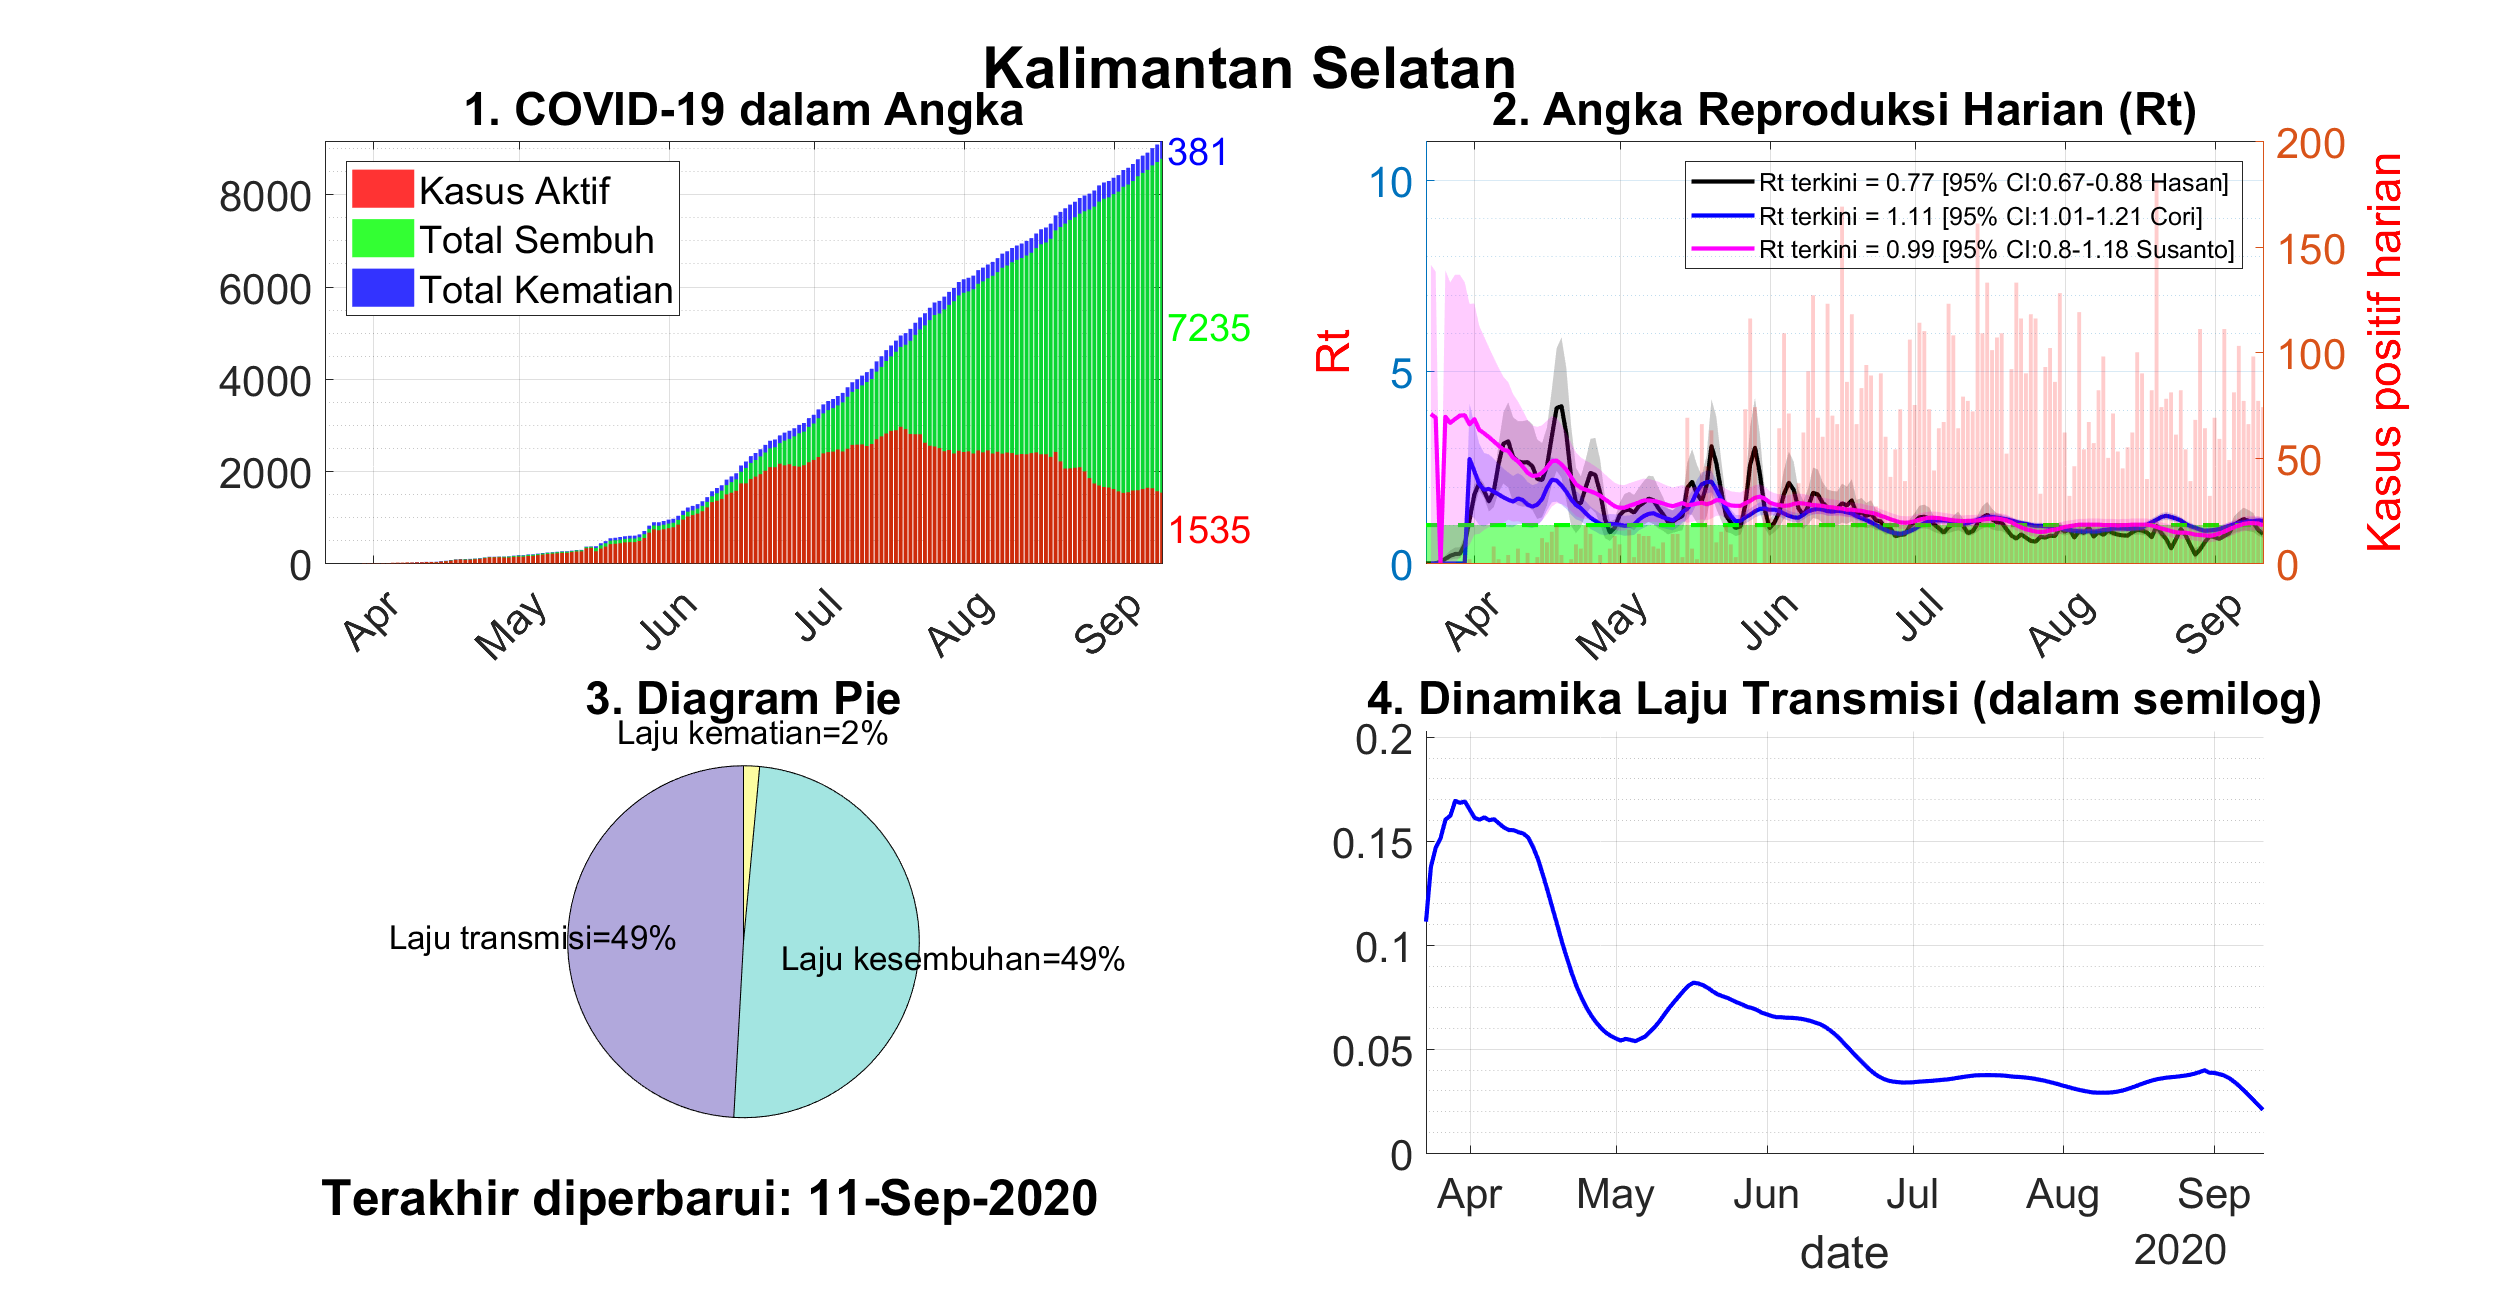 Kalimantan Selatan
1. COVID-19 dalam Angka
381
8000
6000
4000
2000
0
Kasus Aktif
Total Sembuh
Total Kematian
7235
1535
Apr
May
Jun
Jul
Aug
Sep
2. Angka Reproduksi Harian (Rt)
Rt
10
5
0
Rt terkini = 0.77 [95% CI:0.67-0.88 Hasan]
Rt terkini = 1.11 [95% CI:1.01-1.21 Cori]
Rt terkini = 0.99 [95% CI:0.8-1.18 Susanto]
200
150
100
50
0
Kasus positif harian
Apr
May
Jun
Jul
Aug
Sep
3. Diagram Pie
Laju kematian=2%
Laju transmisi=49%
Laju kesembuhan=49%
4. Dinamika Laju Transmisi (dalam semilog)
0.2
0.15
0.1
0.05
0
Apr
May
Jun
Jul
Aug
Sep
date
2020
Terakhir diperbarui: 11-Sep-2020